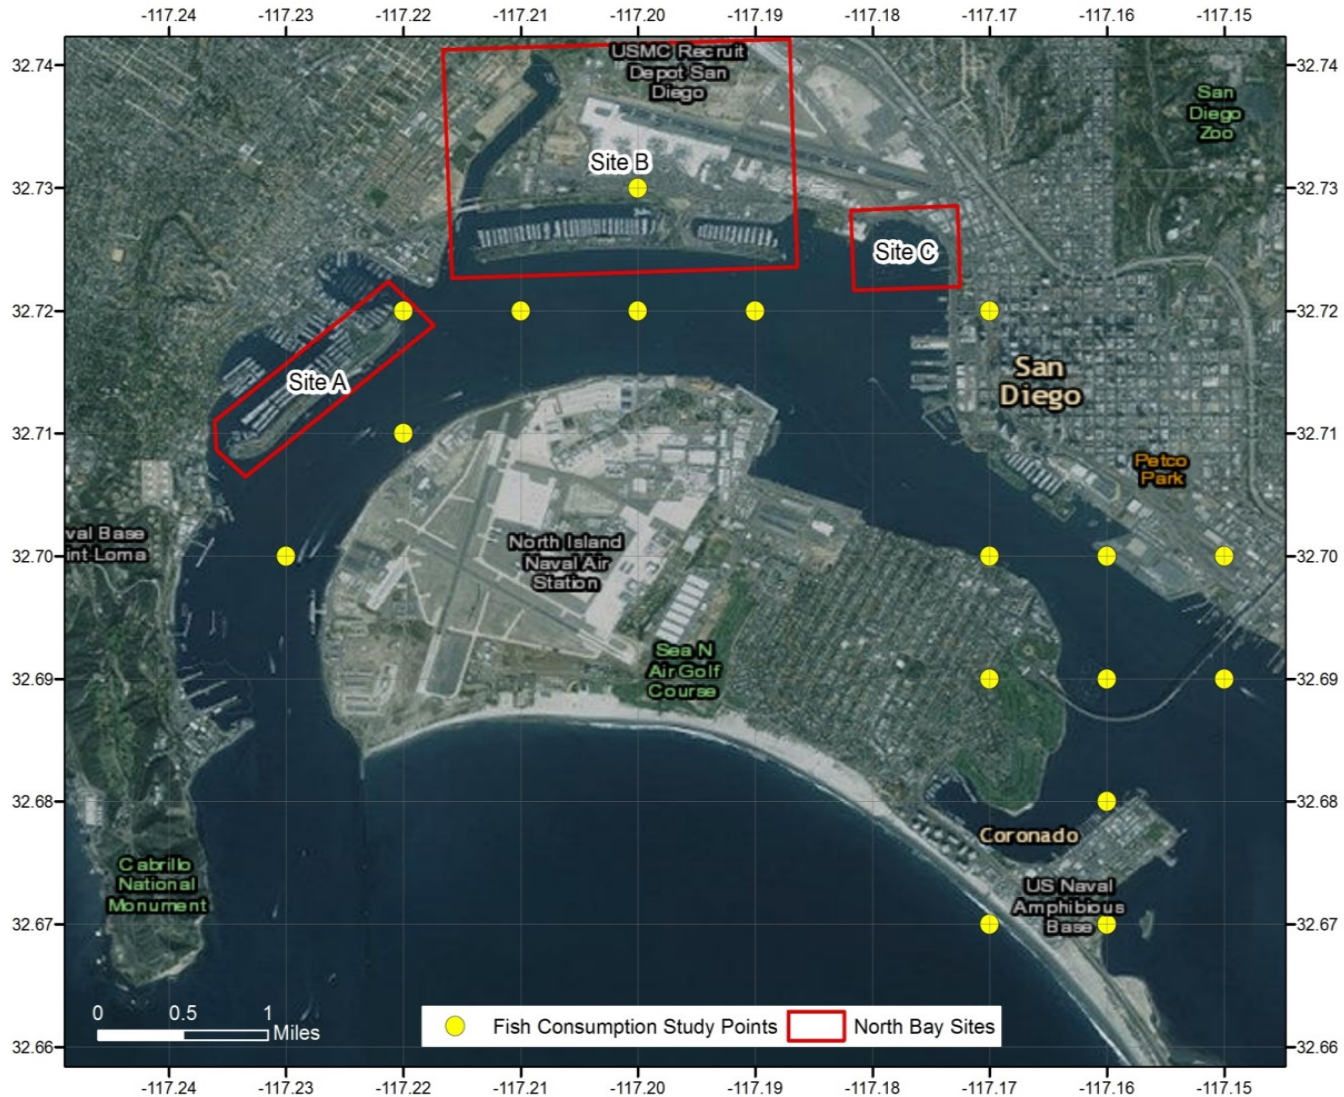 -117.24 -117.23 -117.22 -117.21 -117.20 -117.19 -117.18 -117.17 -117.16 -117.15
USMC Recruit
Depot San
Diego
32.74 32.74
San
Diego
Zoo
Site B
32.73 32.73
Site C
32.72 32.72
Site A
San
Diego
32.71 32.71
Petco
Park
val Base
int Loma
North Island
Naval Air
Station
32.70 32.70
Sea N
Air Golf
Course
32.69 32.69
32.68 32.68
Coronado
Cabrillo
National
Monument
US Naval
Amphibious
Base
32.67 32.67
0 0.5 1
Miles
Fish Consumption Study Points North Bay Sites
32.66 32.66
-117.24 -117.23 -117.22 -117.21 -117.20 -117.19 -117.18 -117.17 -117.16 -117.15